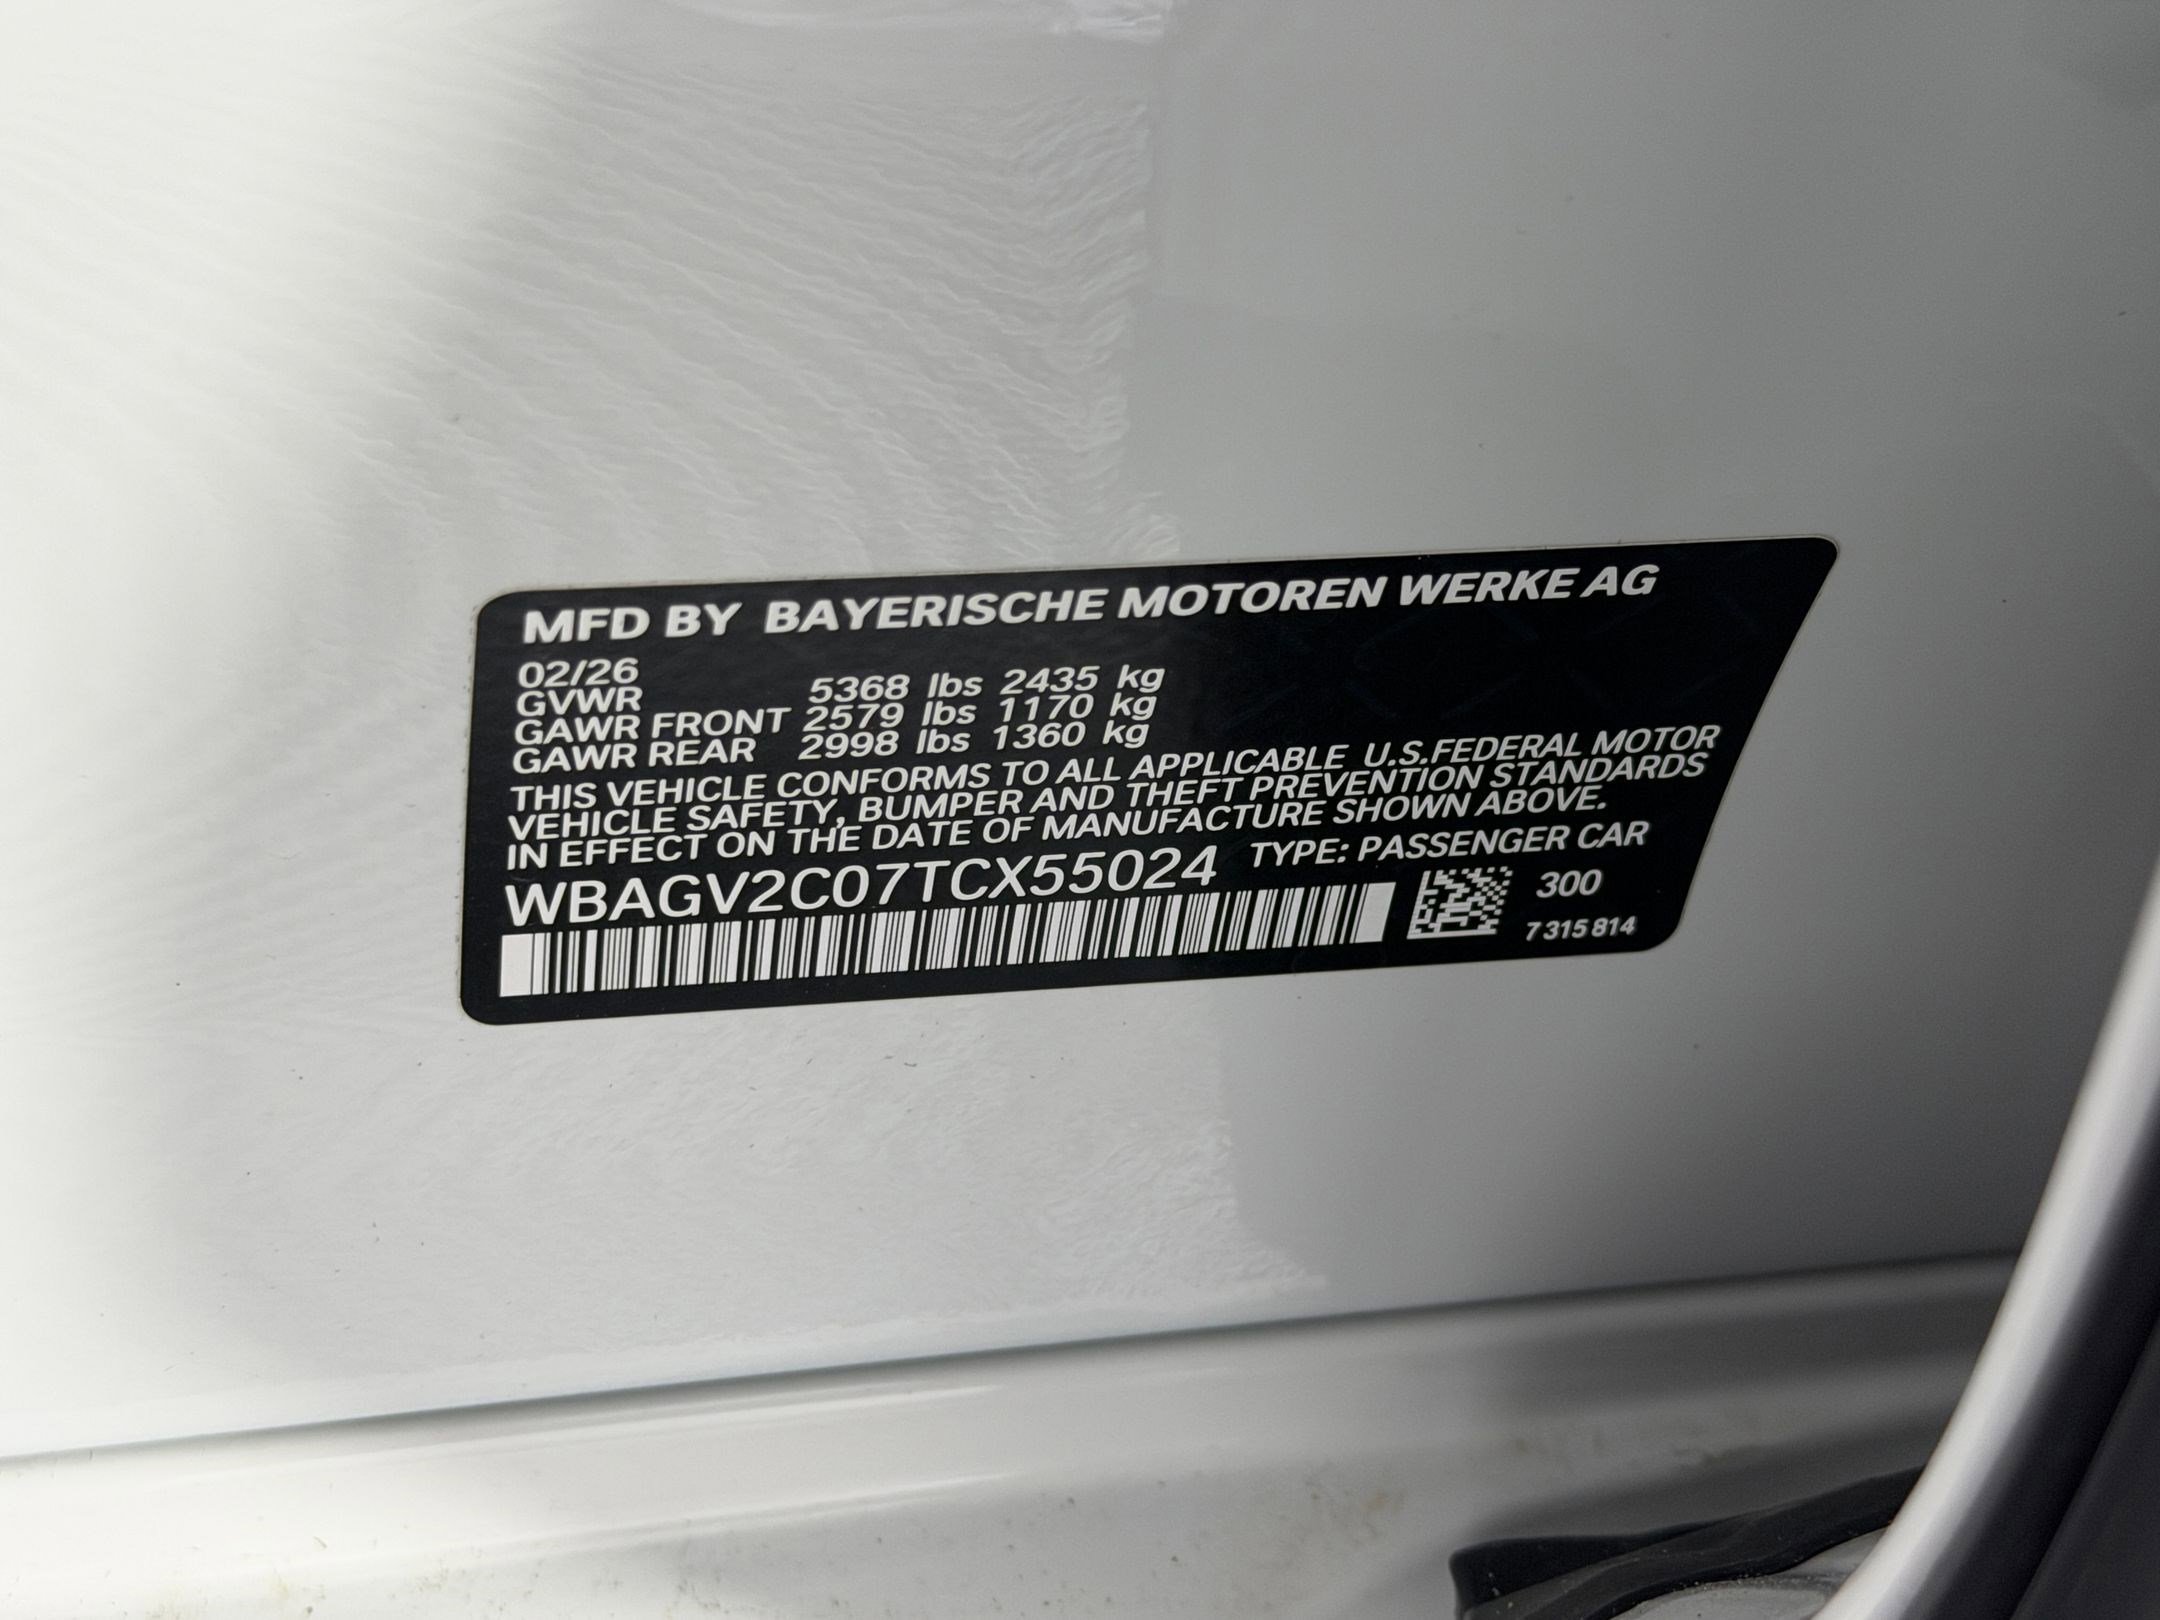 MFD BY BAYERISCHE MOTOREN WERKE AG
02/26
GVWR 5368 lbs 2435 kg
GAWR FRONT 2579 lbs 1170 kg
GAWR REAR 2998 lbs 1360 kg
THIS VEHICLE CONFORMS TO ALL APPLICABLE U.S.FEDERAL MOTOR
VEHICLE SAFETY, BUMPER AND THEFT PREVENTION STANDARDS
IN EFFECT ON THE DATE OF MANUFACTURE SHOWN ABOVE.
WBAGV2C07TCX55024 TYPE: PASSENGER CAR
300
7 315 814